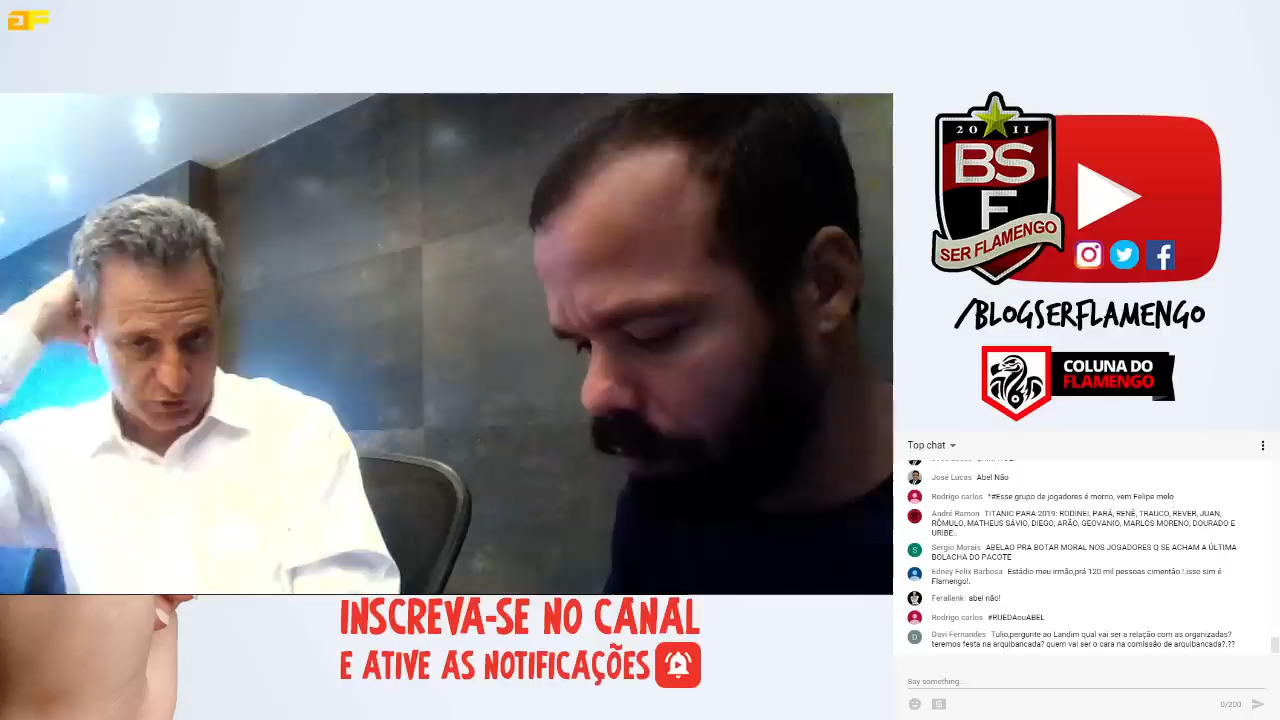 GF
2011
BS
F
SER FLAMENGO
/BLOGSERFLAMENGO
COLUNA DO
FLAMENGO
Top chat
José Lucas Abel Não
Rodrigo carlos *#Esse grupo de jogadores é morno, vem Felipe melo
André Ramon TITANIC PARA 2019: RODINEI, PARÁ, RENÊ, TRAUCO, REVER, JUAN,
RÔMULO, MATHEUS SÁVIO, DIEGO, ARÃO, GEOVANIO, MARLOS MORENO, DOURADO E
URIBE..
S
Sergio Morais ABELAO PRA BOTAR MORAL NOS JOGADORES Q SE ACHAM A ÚLTIMA
BOLACHA DO PACOTE
Edney Felix Barbosa Estádio meu irmão,prá 120 mil pessoas cimentão.!.isso sim é
Flamengo!.
Ferallenk abel não!
Rodrigo carlos #RUEDAouABEL
D
Davi Fernandes Tulio,pergunte ao Landim qual vai ser a relação com as organizadas?
teremos festa na arquibancada? quem vai ser o cara na comissão de arquibancada?.??
Say something...
0/200
INSCREVA-SE NO CANAL
E ATIVE AS NOTIFICAÇÕES